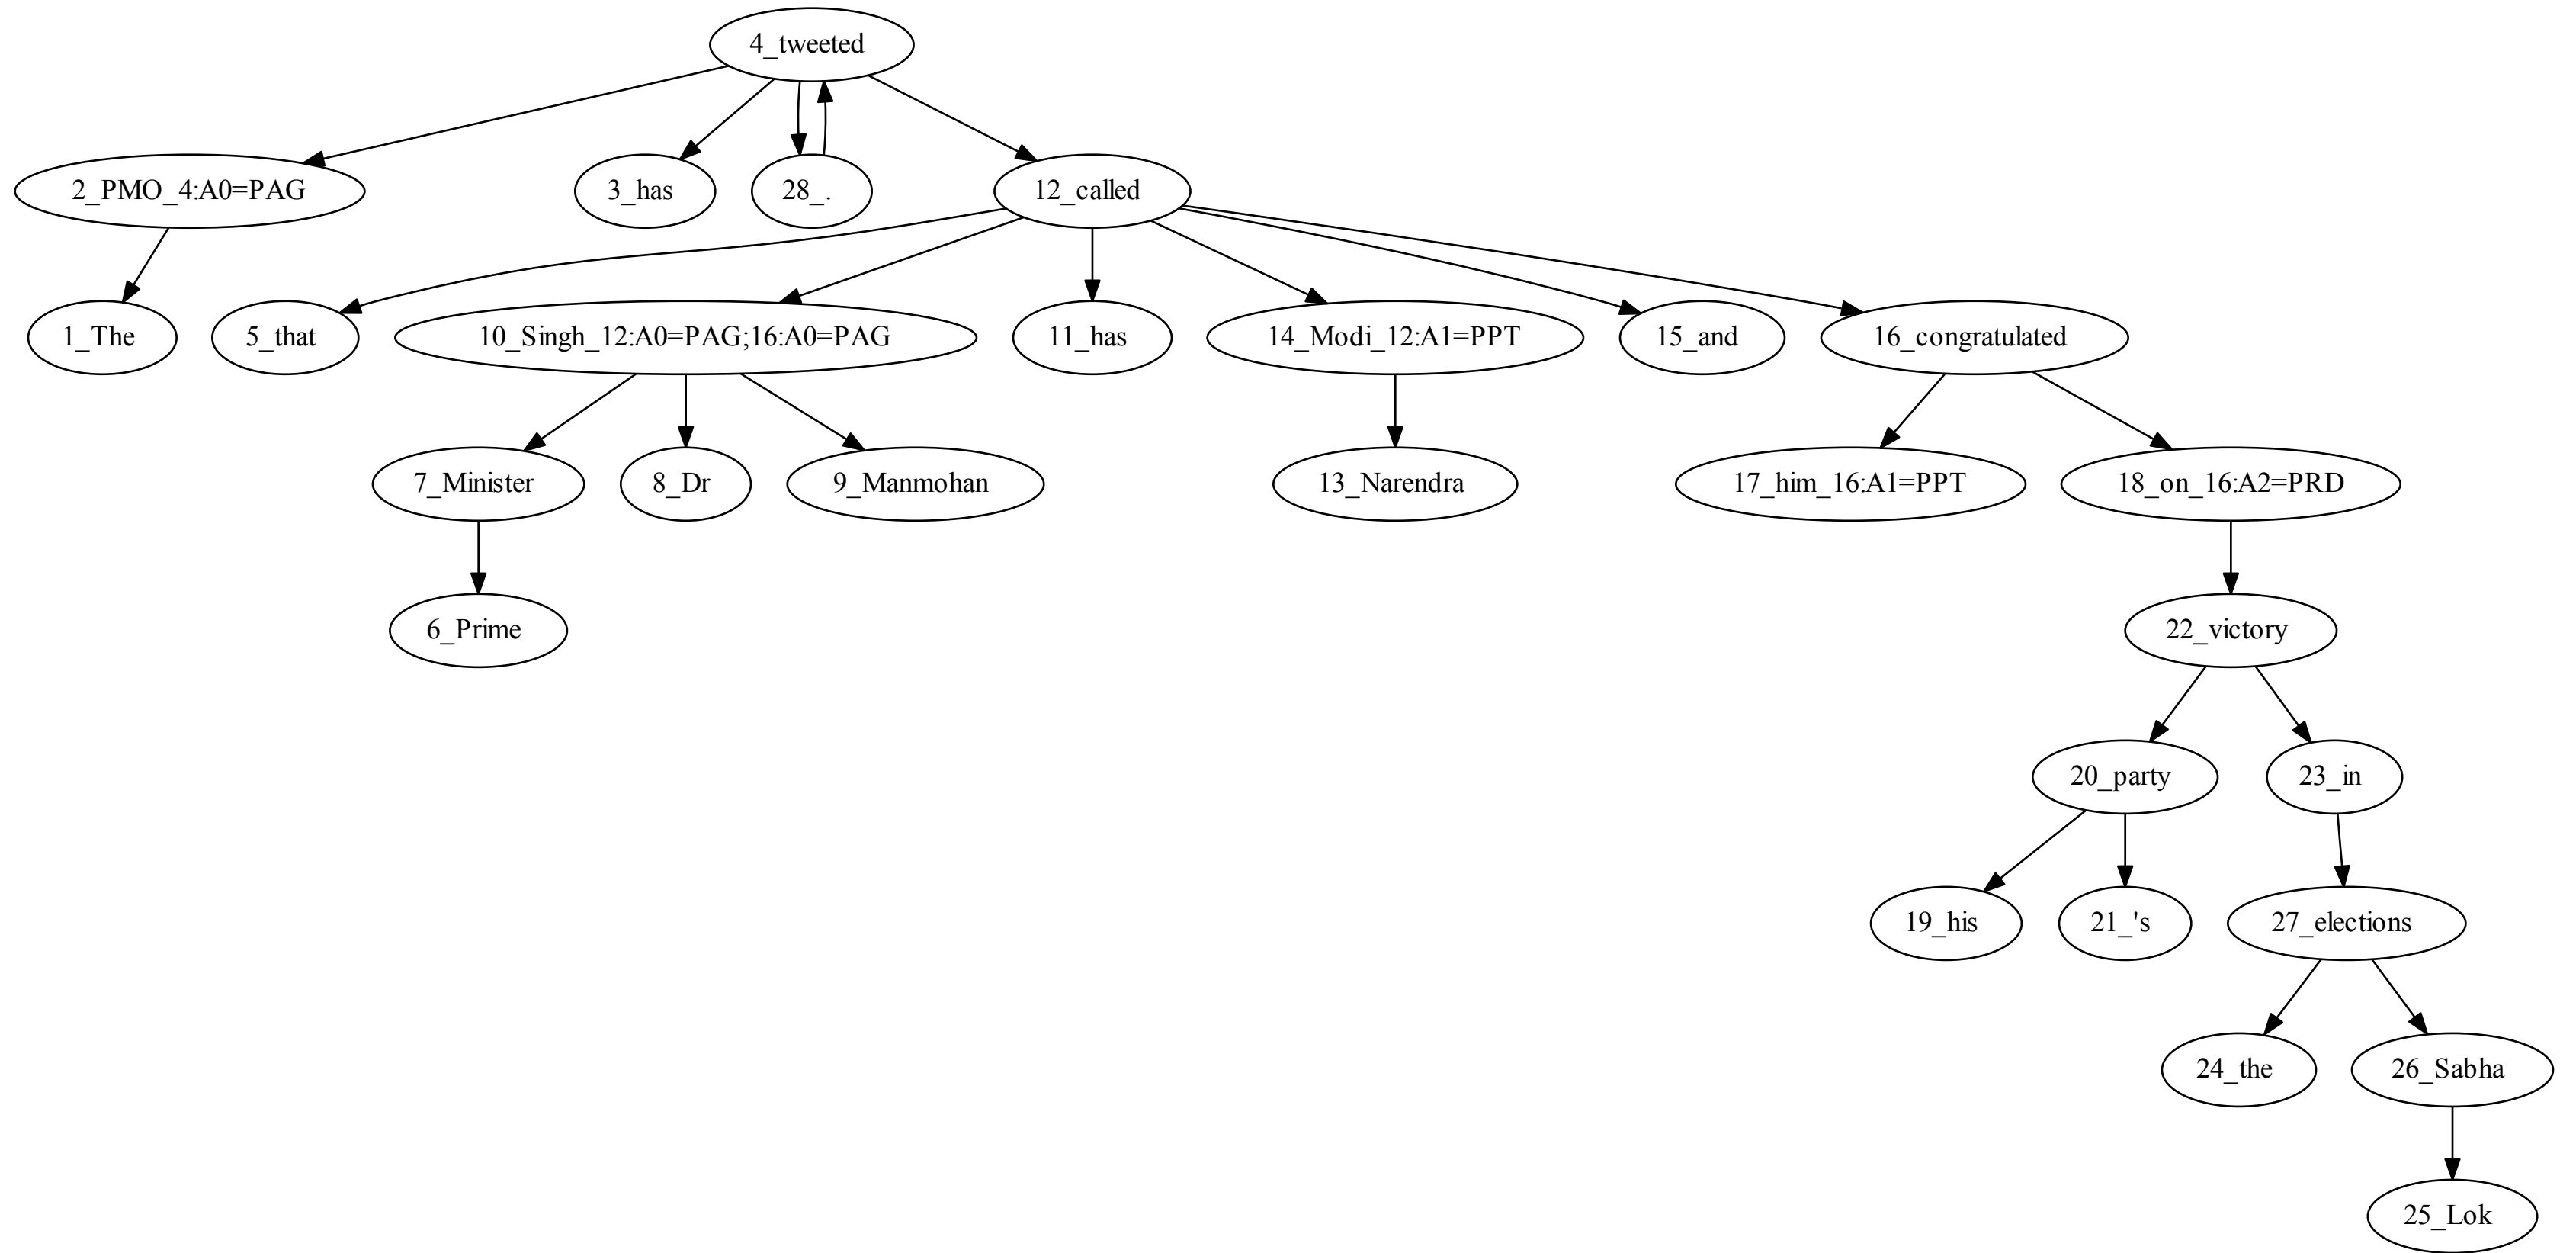 4_tweeted
2_PMO_4:A0=PAG
3_has
28_.
12_called
1_The
5_that
10_Singh_12:A0=PAG;16:A0=PAG
11_has
14_Modi_12:A1=PPT
15_and
16_congratulated
7_Minister
8_Dr
9_Manmohan
13_Narendra
17_him_16:A1=PPT
18_on_16:A2=PRD
6_Prime
22_victory
20_party
23_in
19_his
21_'s
27_elections
24_the
26_Sabha
25_Lok